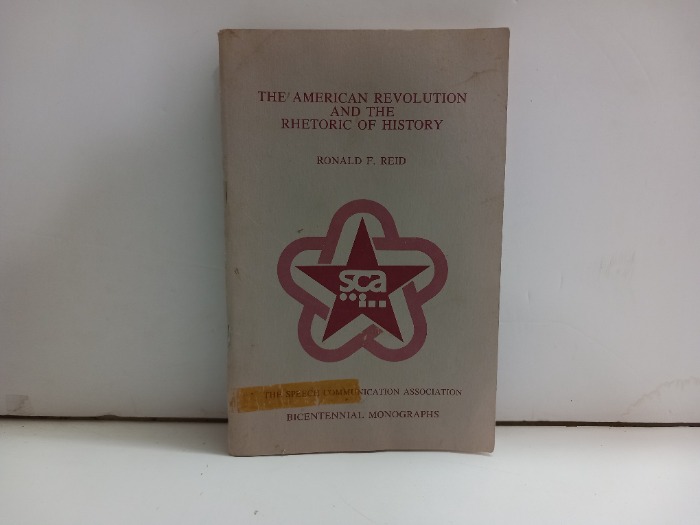 THE AMERICAN REVOLUTION
AND THE
RHETORIC OF HISTORY
RONALD F. REID
sca
THE SPEECH COMMUNICATION ASSOCIATION
BICENTENNIAL MONOGRAPHS